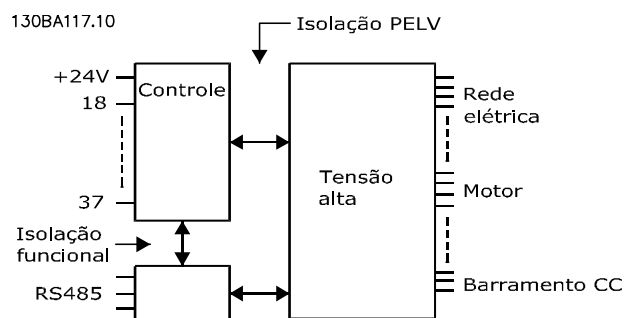 130BA117.10
Isolação PELV
+24V
18
37
Controle
Tensão
alta
Rede
elétrica
Motor
Barramento CC
Isolação
funcional
RS485